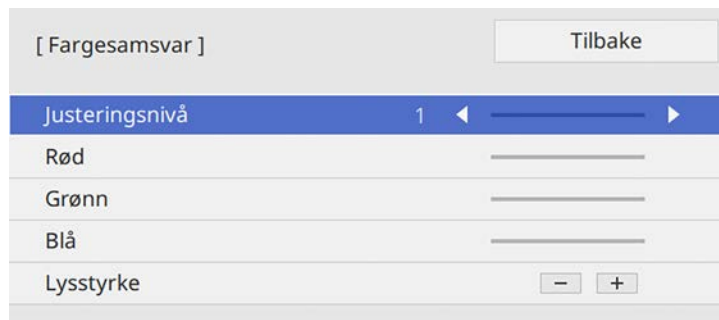 [ Fargesamsvar ] Tilbake
Justeringsnivå 1
Rød
Grønn
Blå
Lysstyrke − +